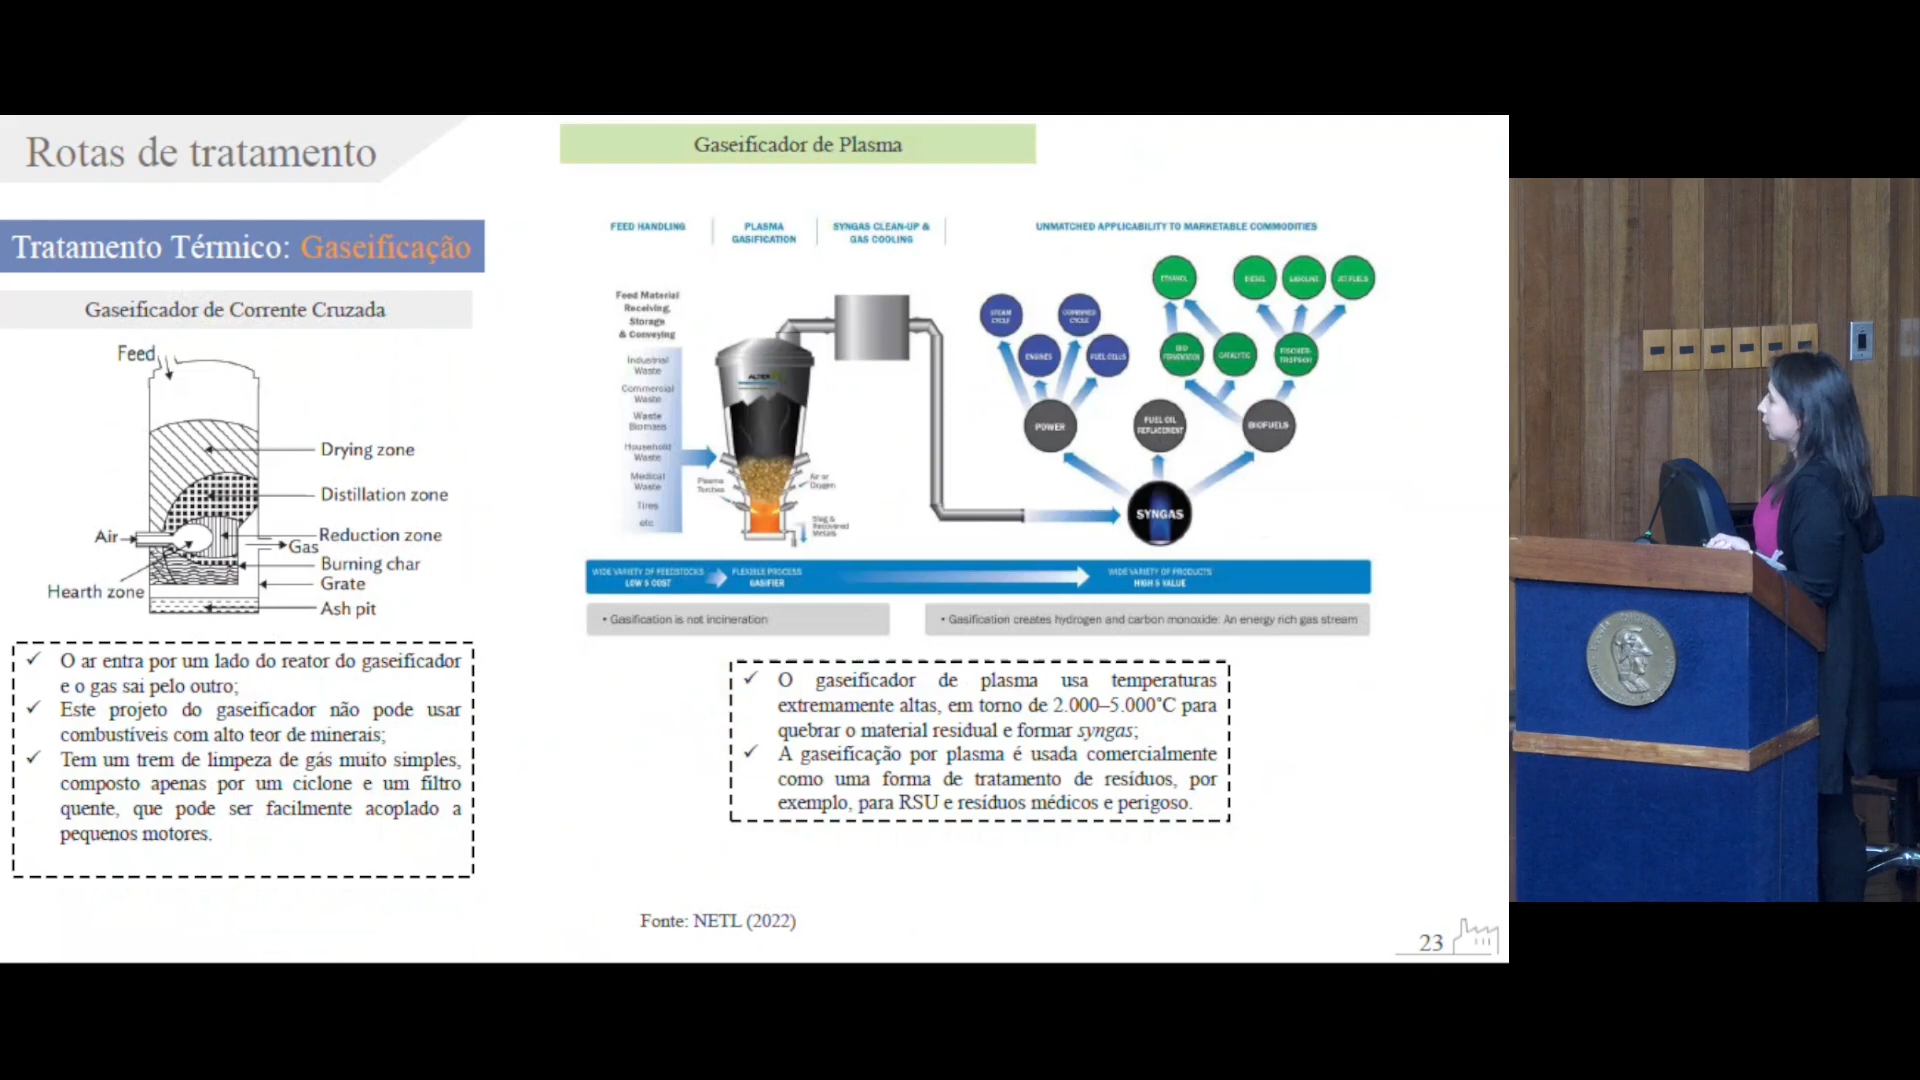 Rotas de tratamento
Tratamento Térmico: Gaseificação
Gaseificador de Corrente Cruzada
Feed
Drying zone
Distillation zone
Air
Reduction zone
Gas
Burning char
Hearth zone
Grate
Ash pit
✓ O ar entra por um lado do reator do gaseificador
e o gas sai pelo outro;
✓ Este projeto do gaseificador não pode usar
combustíveis com alto teor de minerais;
✓ Tem um trem de limpeza de gás muito simples,
composto apenas por um ciclone e um filtro
quente, que pode ser facilmente acoplado a
pequenos motores.
Gaseificador de Plasma
FEED HANDLING
PLASMA
GASIFICATION
SYNGAS CLEAN-UP &
GAS COOLING
UNMATCHED APPLICABILITY TO MARKETABLE COMMODITIES
Feed Material
Receiving,
Storage
& Conveying
Industrial
Waste
Commercial
Waste
Waste
Biomass
Household
Waste
Medical
Waste
Tires
etc
ALTER
Plasma
Torches
Air or
Oxygen
Slag &
Recovered
Metals
STEAM
CYCLE
COMBINED
CYCLE
ENGINES
FUEL CELLS
POWER
ETHANOL
DIESEL
GASOLINE
JET FUELS
BIO
FERMENTATION
CATALYTIC
FISCHER-
TROPSCH
FUEL OIL
REPLACEMENT
BIOFUELS
SYNGAS
WIDE VARIETY OF FEEDSTOCKS
LOW $ COST
FLEXIBLE PROCESS
GASIFIER
WIDE VARIETY OF PRODUCTS
HIGH $ VALUE
• Gasification is not incineration
• Gasification creates hydrogen and carbon monoxide: An energy rich gas stream
✓ O gaseificador de plasma usa temperaturas
extremamente altas, em torno de 2.000–5.000°C para
quebrar o material residual e formar syngas;
✓ A gaseificação por plasma é usada comercialmente
como uma forma de tratamento de resíduos, por
exemplo, para RSU e resíduos médicos e perigoso.
Fonte: NETL (2022)
23